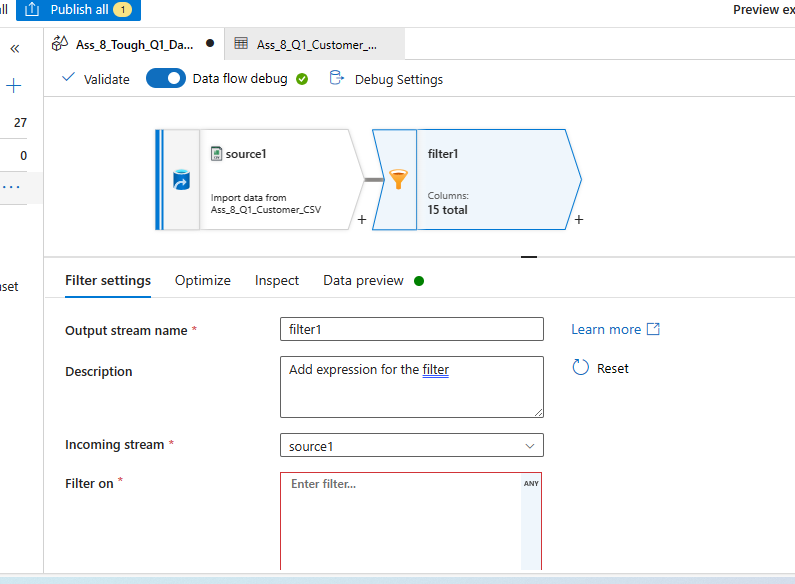 Publish all 1
Preview ex
Ass_8_Tough_Q1_Da...
Ass_8_Q1_Customer_...
Validate
Data flow debug
Debug Settings
27
0
source1
Import data from
Ass_8_Q1_Customer_CSV
+
filter1
Columns:
15 total
+
Filter settings
Optimize
Inspect
Data preview
Output stream name *
filter1
Learn more
Description
Add expression for the filter
Reset
Incoming stream *
source1
Filter on *
Enter filter...
ANY